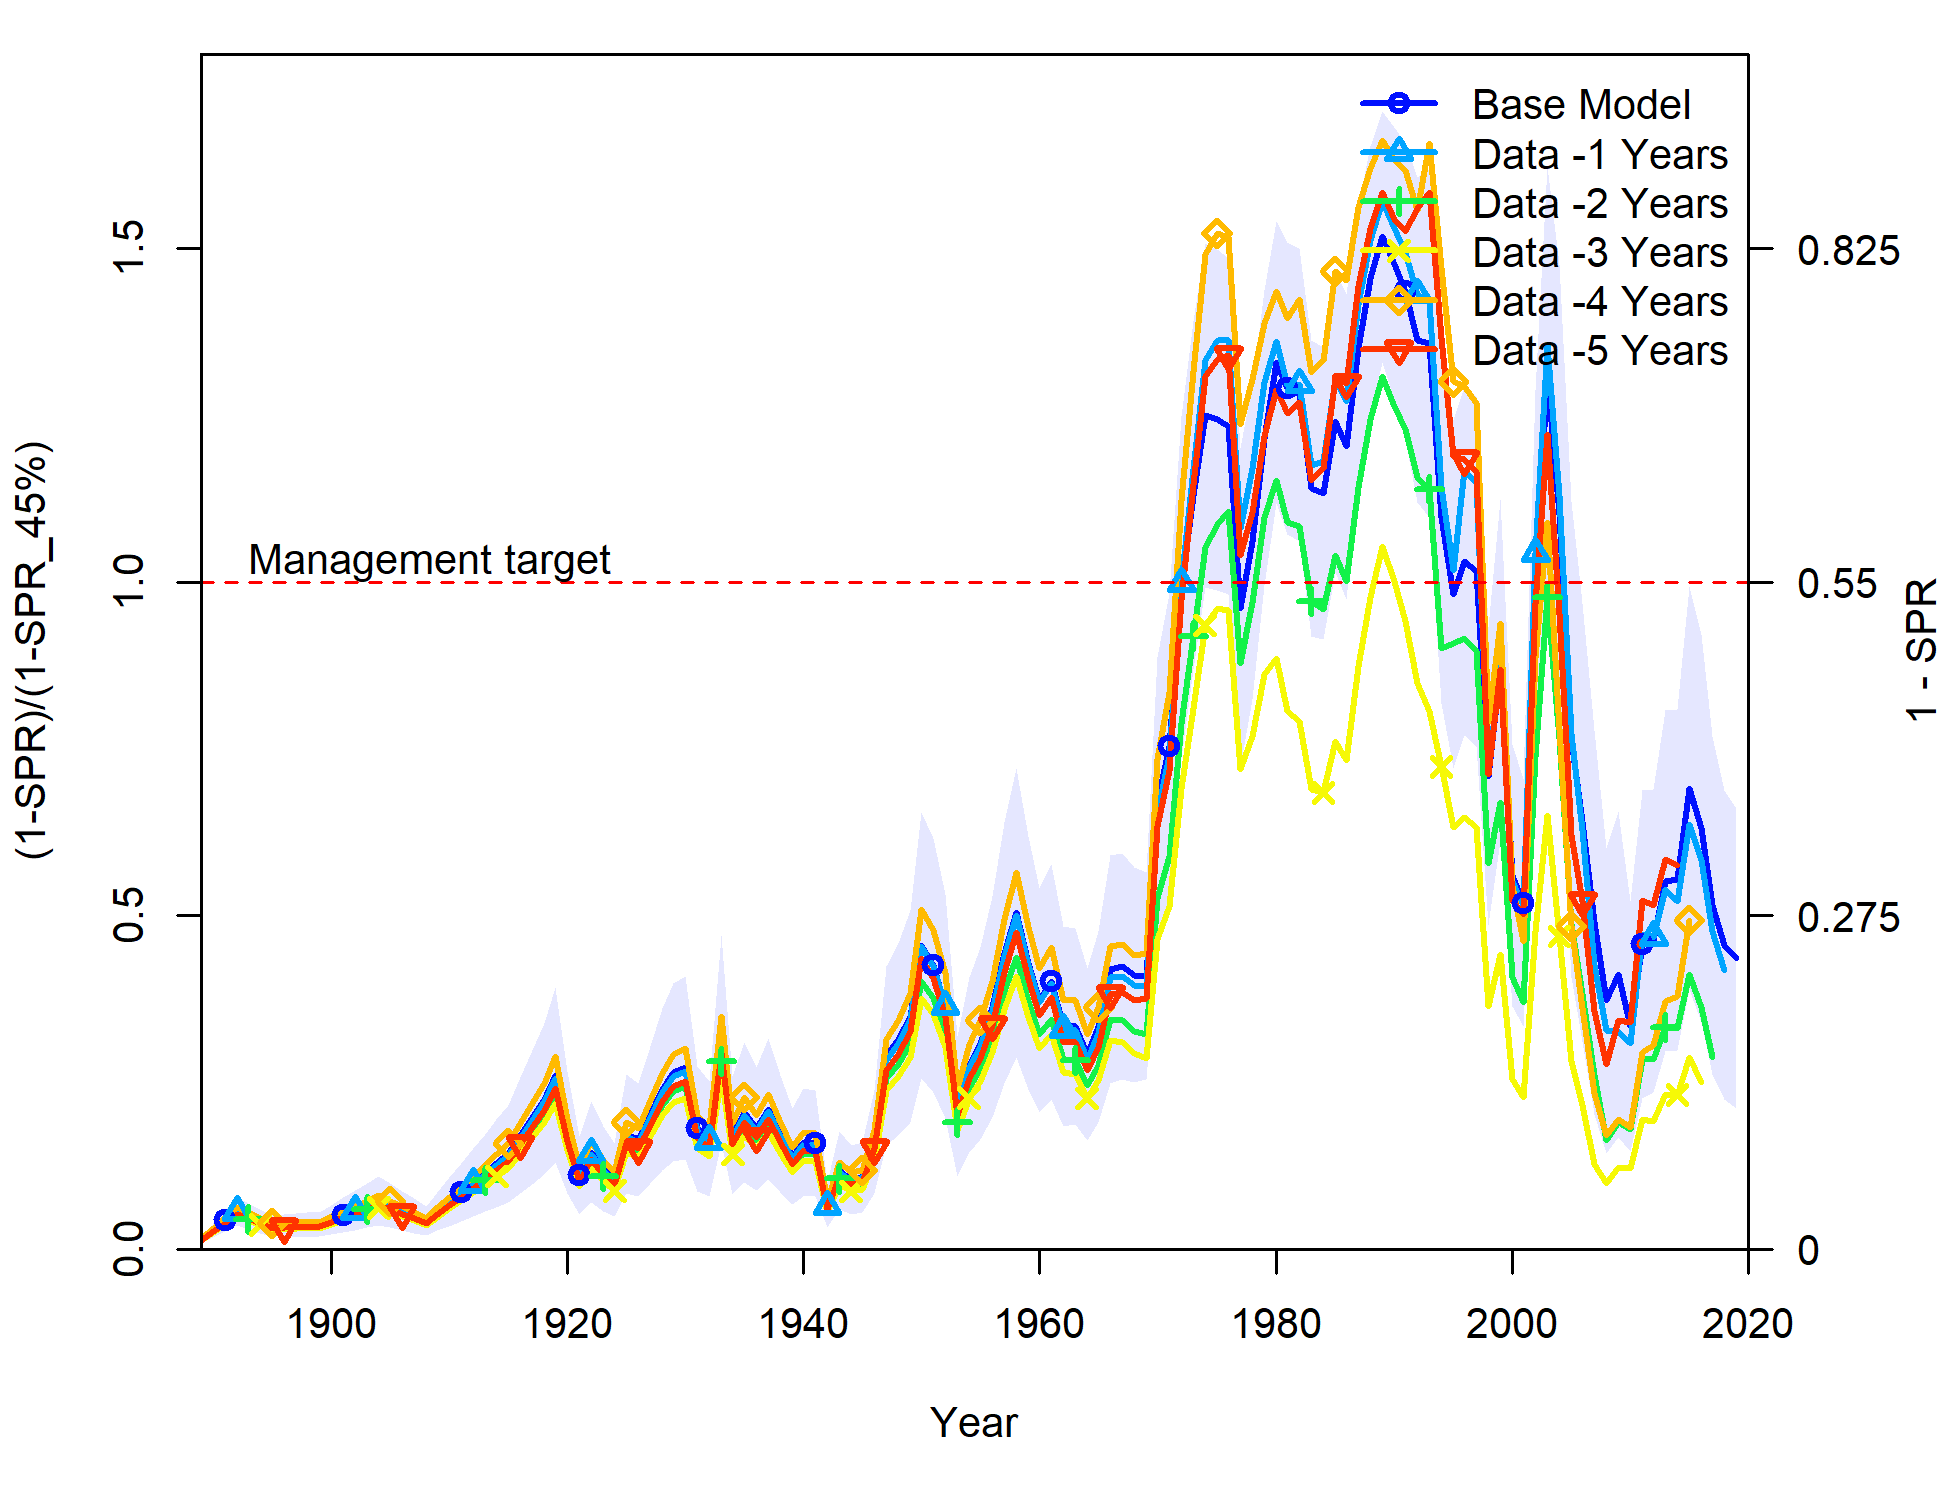 Base Model
Data -1 Years
Data -2 Years
Data -3 Years
Data -4 Years
Data -5 Years
Management target
(1-SPR)/(1-SPR_45%)
0.0
0.5
1.0
1.5
1 - SPR
0
0.275
0.55
0.825
1900
1920
1940
1960
1980
2000
2020
Year